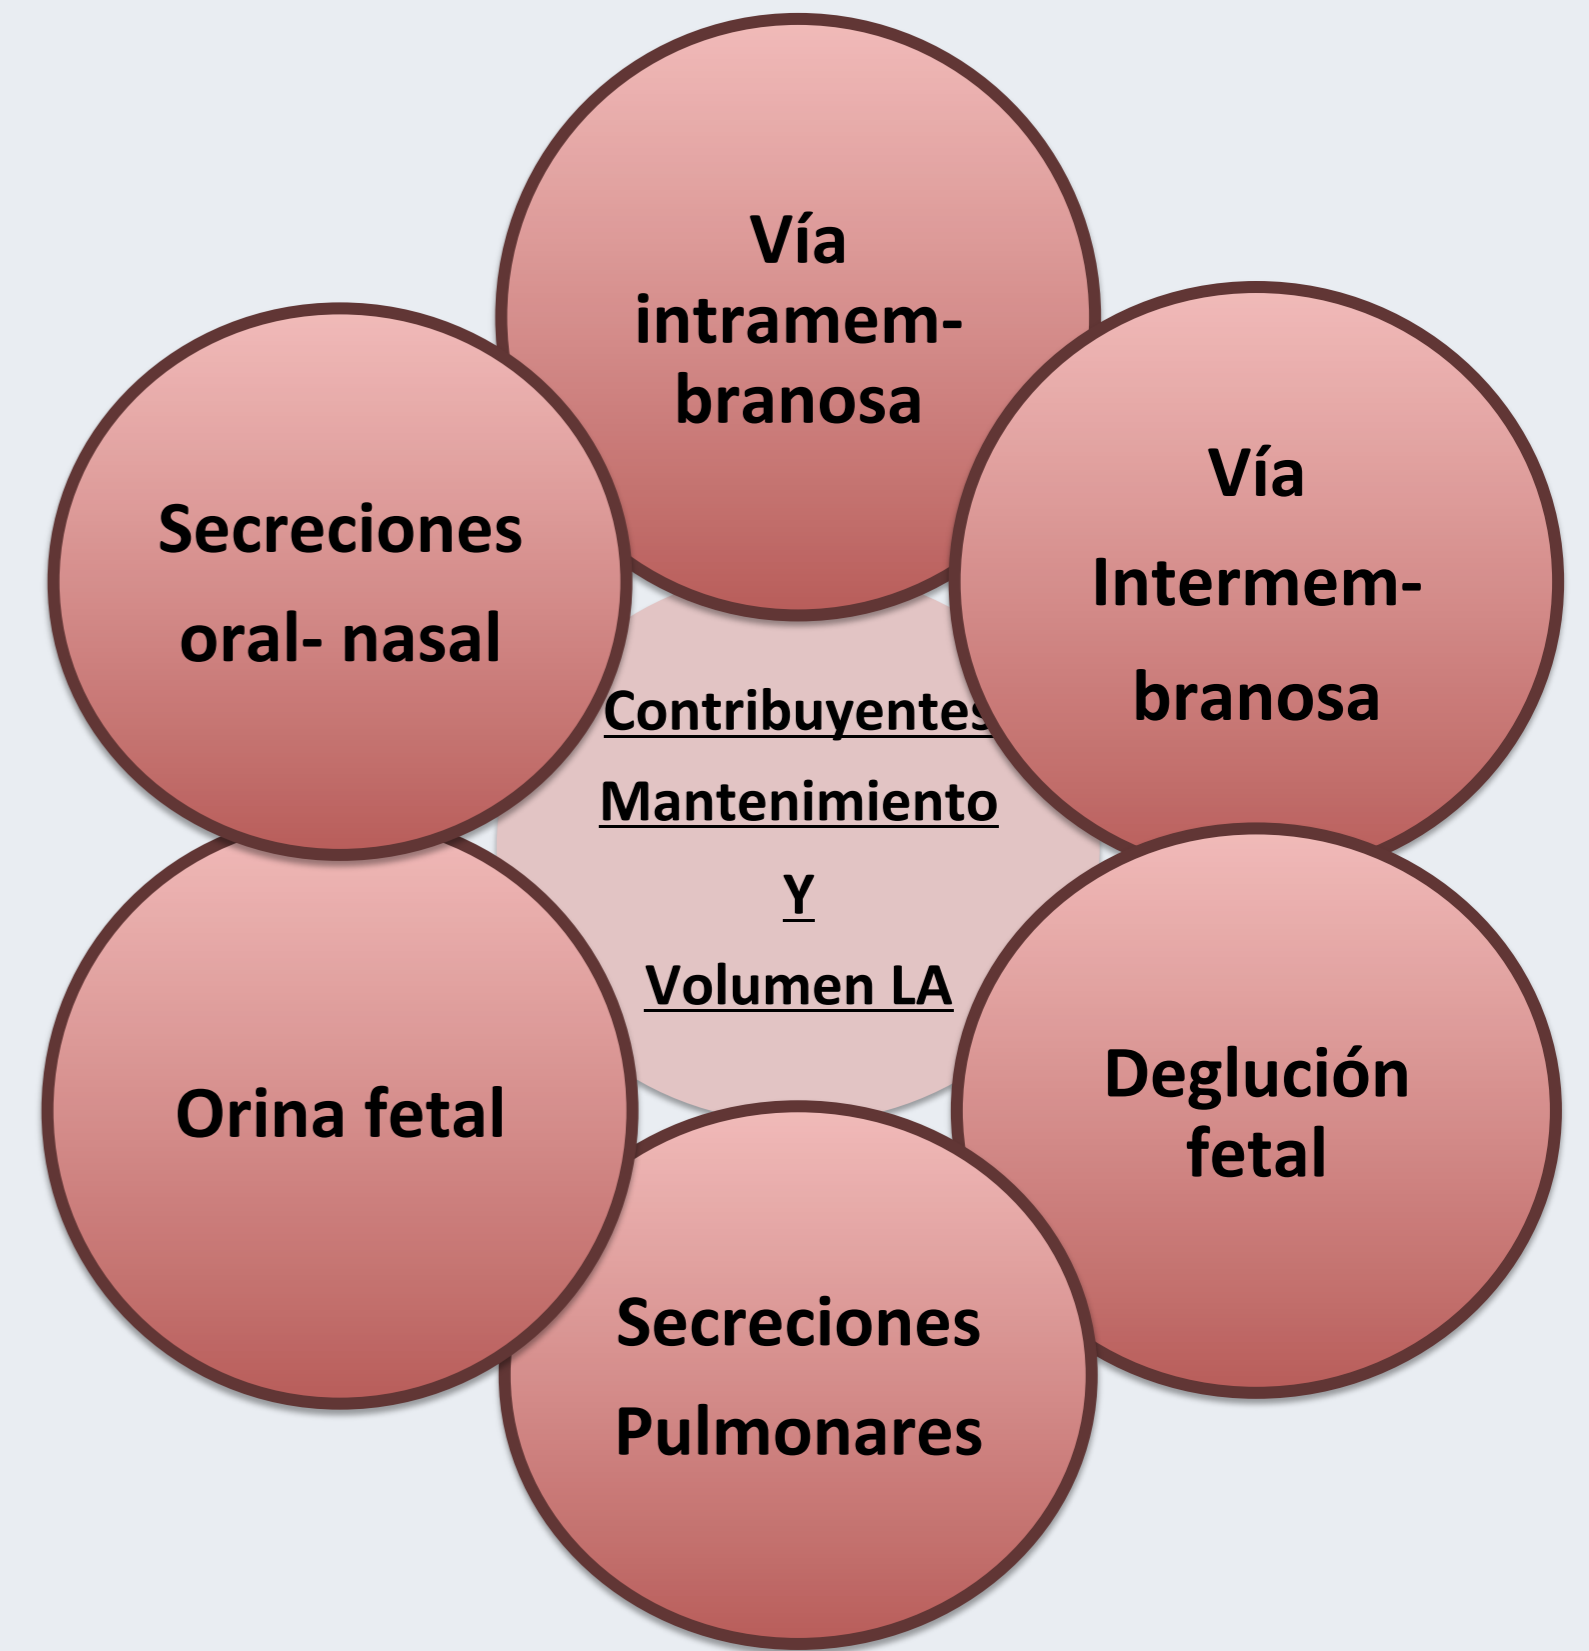 Vía
intramem-
branosa
Vía
Intermem-
branosa
Deglución
fetal
Secreciones
Pulmonares
Orina fetal
Secreciones
oral- nasal
Contribuyentes
Mantenimiento
Y
Volumen LA